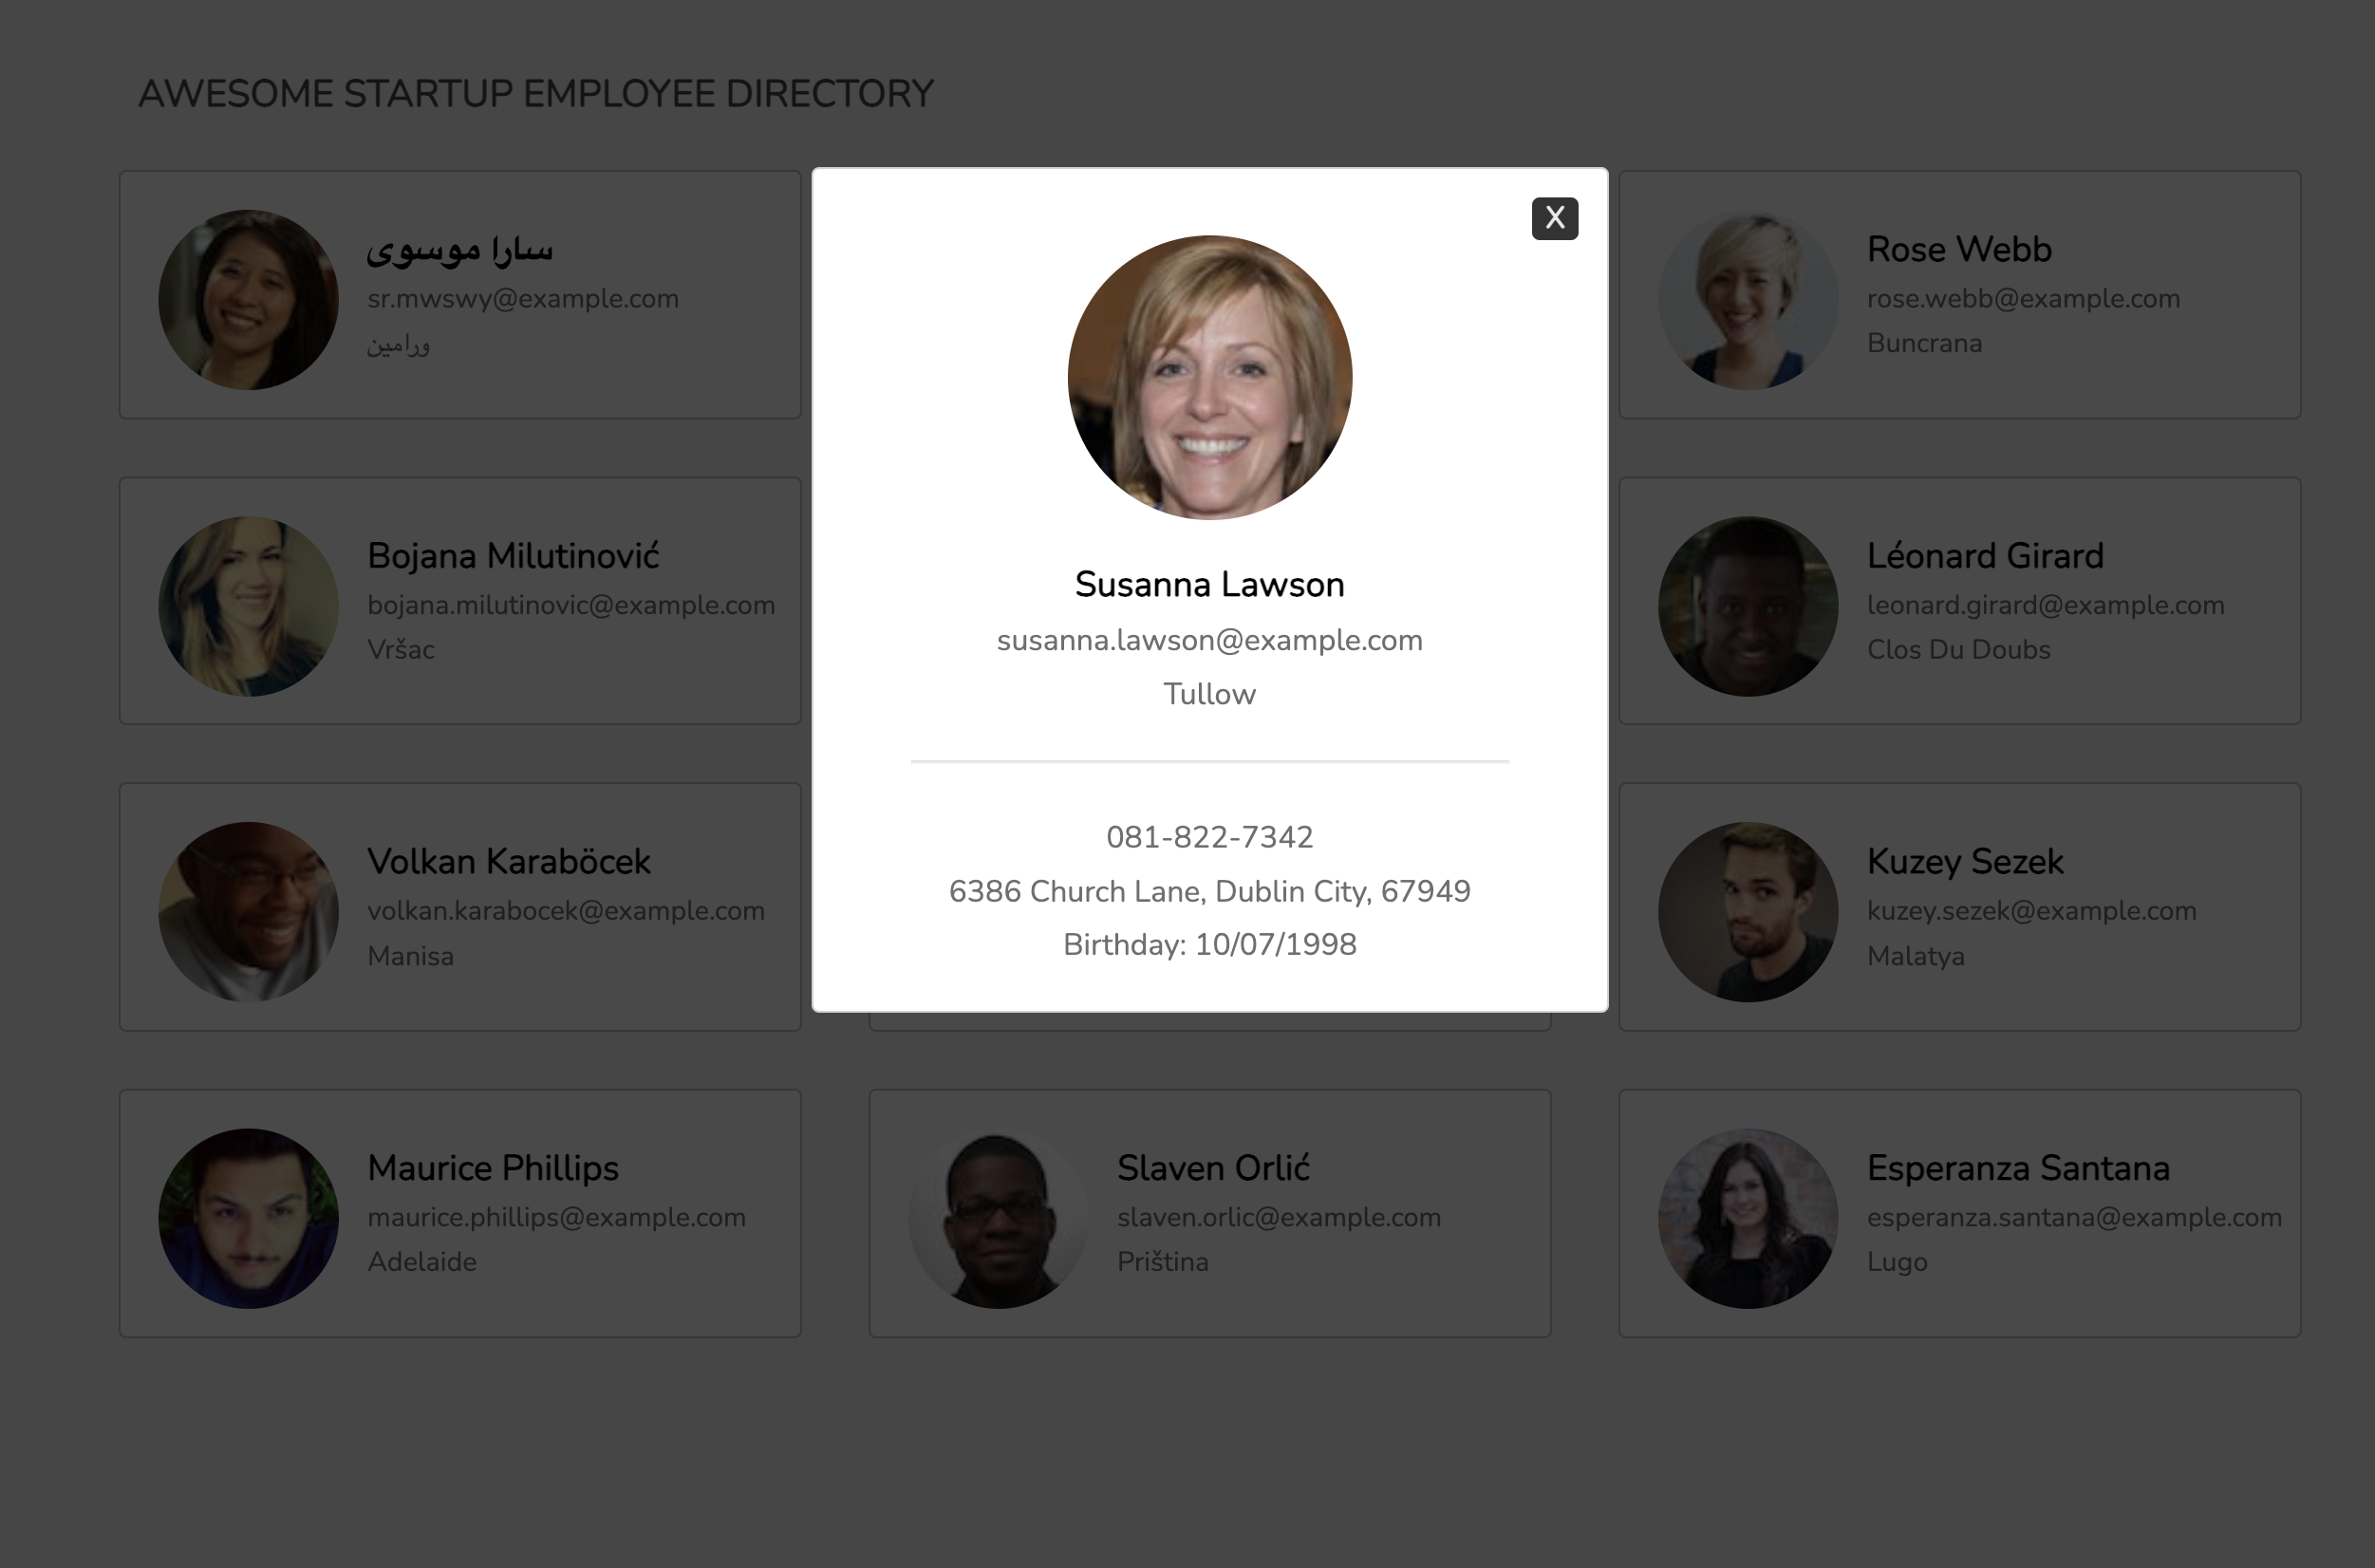 AWESOME STARTUP EMPLOYEE DIRECTORY
سارا موسوی
sr.mwswy@example.com
ورامین
X
Susanna Lawson
susanna.lawson@example.com
Tullow
081-822-7342
6386 Church Lane, Dublin City, 67949
Birthday: 10/07/1998
Rose Webb
rose.webb@example.com
Buncrana
Bojana Milutinović
bojana.milutinovic@example.com
Vršac
Léonard Girard
leonard.girard@example.com
Clos Du Doubs
Volkan Karaböcek
volkan.karabocek@example.com
Manisa
Kuzey Sezek
kuzey.sezek@example.com
Malatya
Maurice Phillips
maurice.phillips@example.com
Adelaide
Slaven Orlić
slaven.orlic@example.com
Priština
Esperanza Santana
esperanza.santana@example.com
Lugo